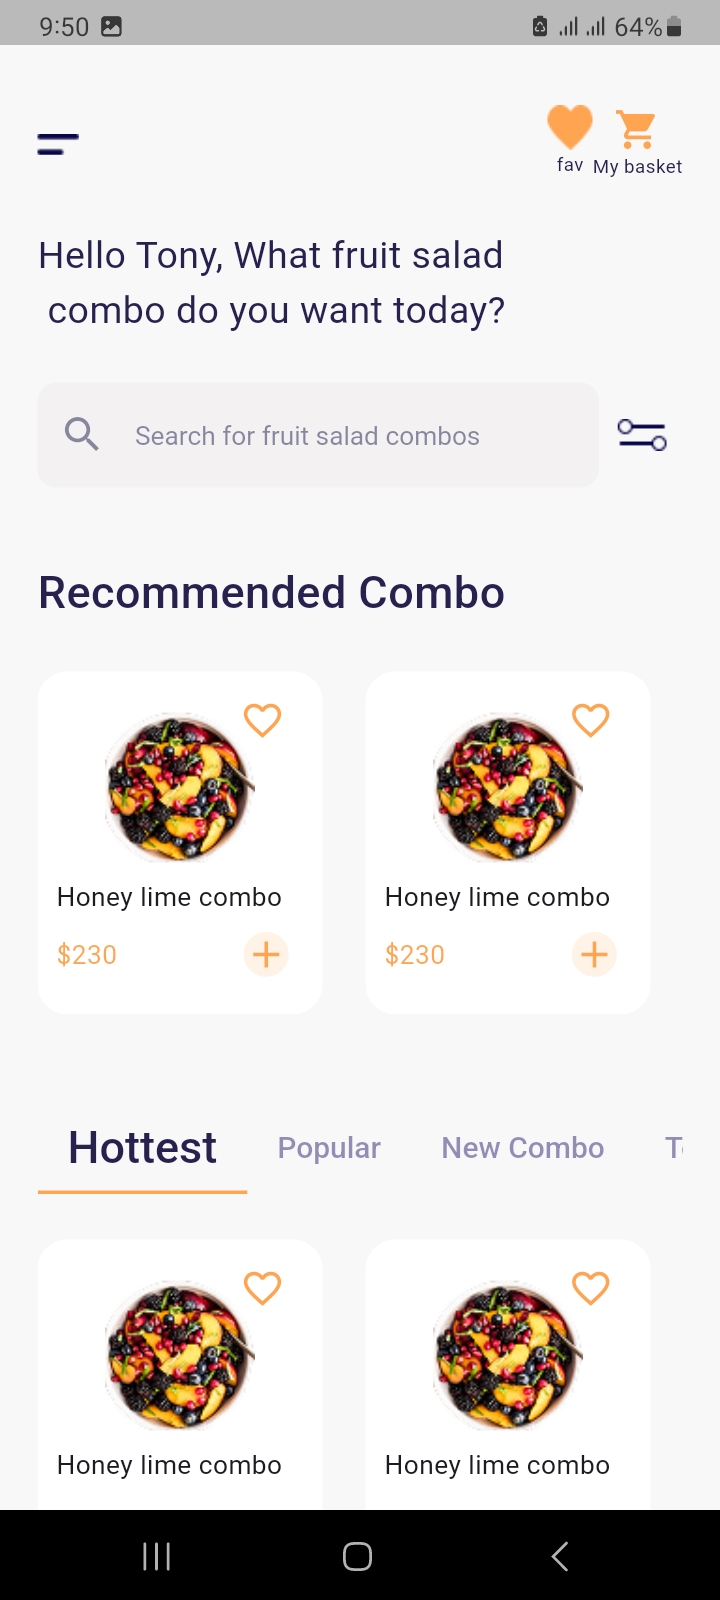 9:50 64%
fav My basket
Hello Tony, What fruit salad
combo do you want today?
Search for fruit salad combos
Recommended Combo
Honey lime combo Honey lime combo
$230 $230
Hottest Popular New Combo
Honey lime combo Honey lime combo